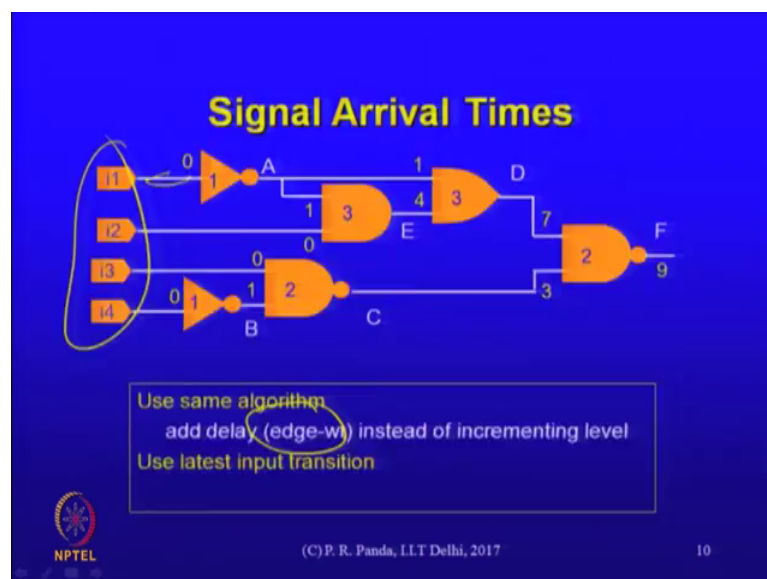 Signal Arrival Times
i1 0 1 A 1 3 D
i2 1 3 4 E 7 2 F
0 9
i3 0 2 3
i4 0 1 1 B C
Use same algorithm
add delay (edge-wt) instead of incrementing level
Use latest input transition
NPTEL
(C) P. R. Panda, I.I.T Delhi, 2017
10